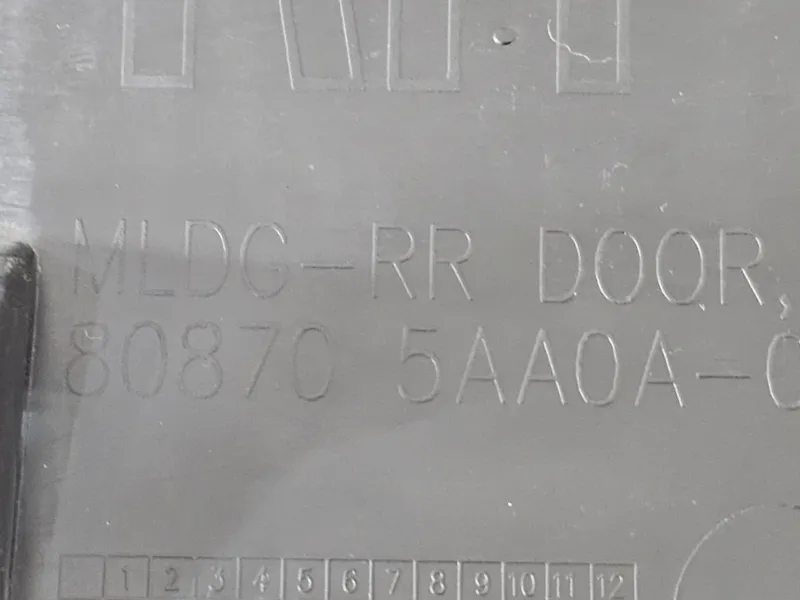 MLDG-RR DOOR,
80870 5AA0A-
1 2 3 4 5 6 7 8 9 10 11 12